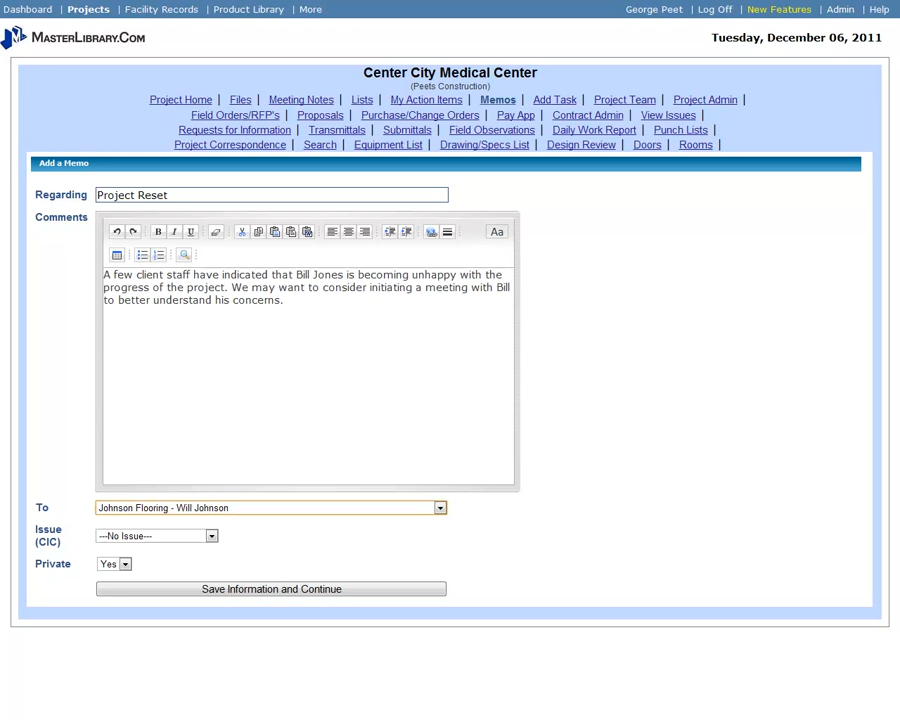 Dashboard | Projects | Facility Records | Product Library | More George Peet | Log Off | New Features | Admin | Help
MASTERLIBRARY.COM Tuesday, December 06, 2011
Center City Medical Center
(Peets Construction)
Project Home | Files | Meeting Notes | Lists | My Action Items | Memos | Add Task | Project Team | Project Admin |
Field Orders/RFP's | Proposals | Purchase/Change Orders | Pay App | Contract Admin | View Issues |
Requests for Information | Transmittals | Submittals | Field Observations | Daily Work Report | Punch Lists |
Project Correspondence | Search | Equipment List | Drawing/Specs List | Design Review | Doors | Rooms |
Add a Memo
Regarding Project Reset
Comments
B I U Aa
A few client staff have indicated that Bill Jones is becoming unhappy with the
progress of the project. We may want to consider initiating a meeting with Bill
to better understand his concerns.
To Johnson Flooring - Will Johnson
Issue
(CIC) ---No Issue---
Private Yes
Save Information and Continue